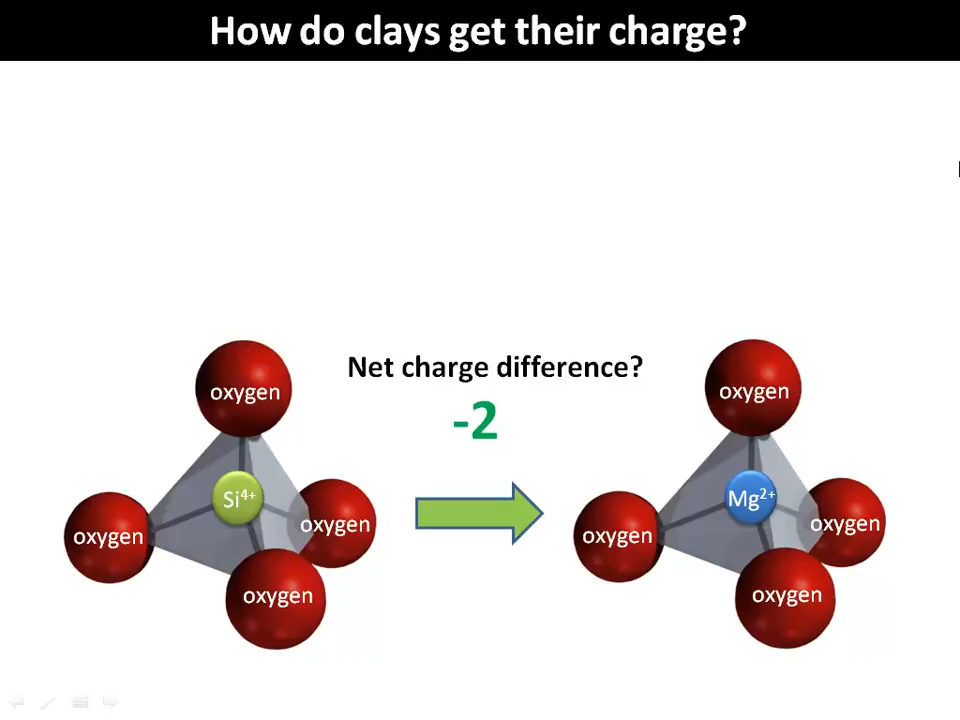 How do clays get their charge?
Net charge difference?
-2
oxygen
Si⁴⁺
oxygen
oxygen
oxygen
oxygen
Mg²⁺
oxygen
oxygen
oxygen